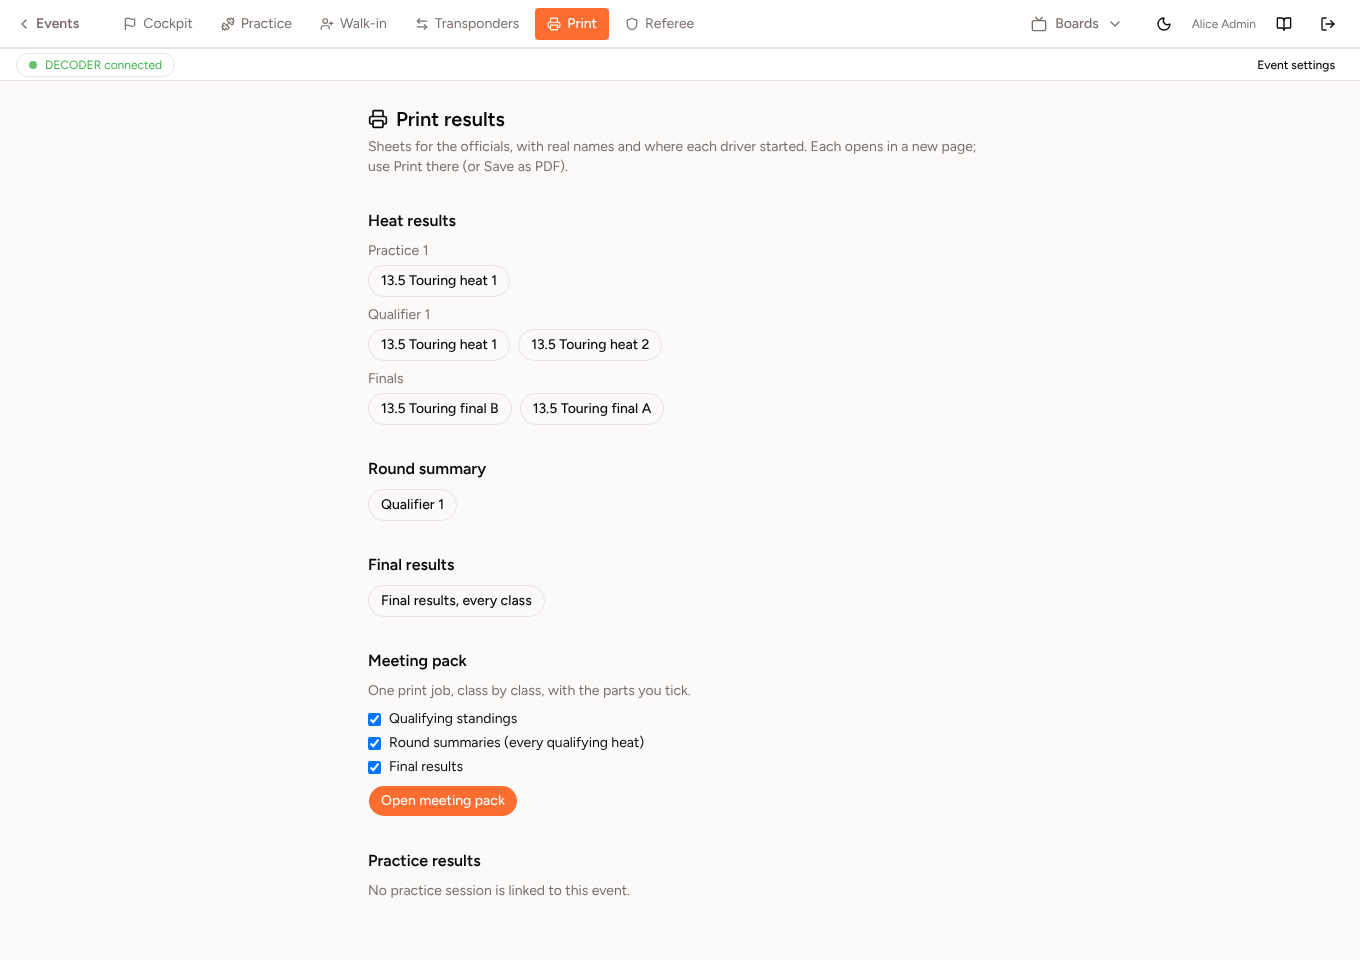 Events
Cockpit
Practice
Walk-in
Transponders
Print
Referee
Boards
Alice Admin
DECODER connected
Event settings
Print results
Sheets for the officials, with real names and where each driver started. Each opens in a new page;
use Print there (or Save as PDF).
Heat results
Practice 1
13.5 Touring heat 1
Qualifier 1
13.5 Touring heat 1
13.5 Touring heat 2
Finals
13.5 Touring final B
13.5 Touring final A
Round summary
Qualifier 1
Final results
Final results, every class
Meeting pack
One print job, class by class, with the parts you tick.
Qualifying standings
Round summaries (every qualifying heat)
Final results
Open meeting pack
Practice results
No practice session is linked to this event.